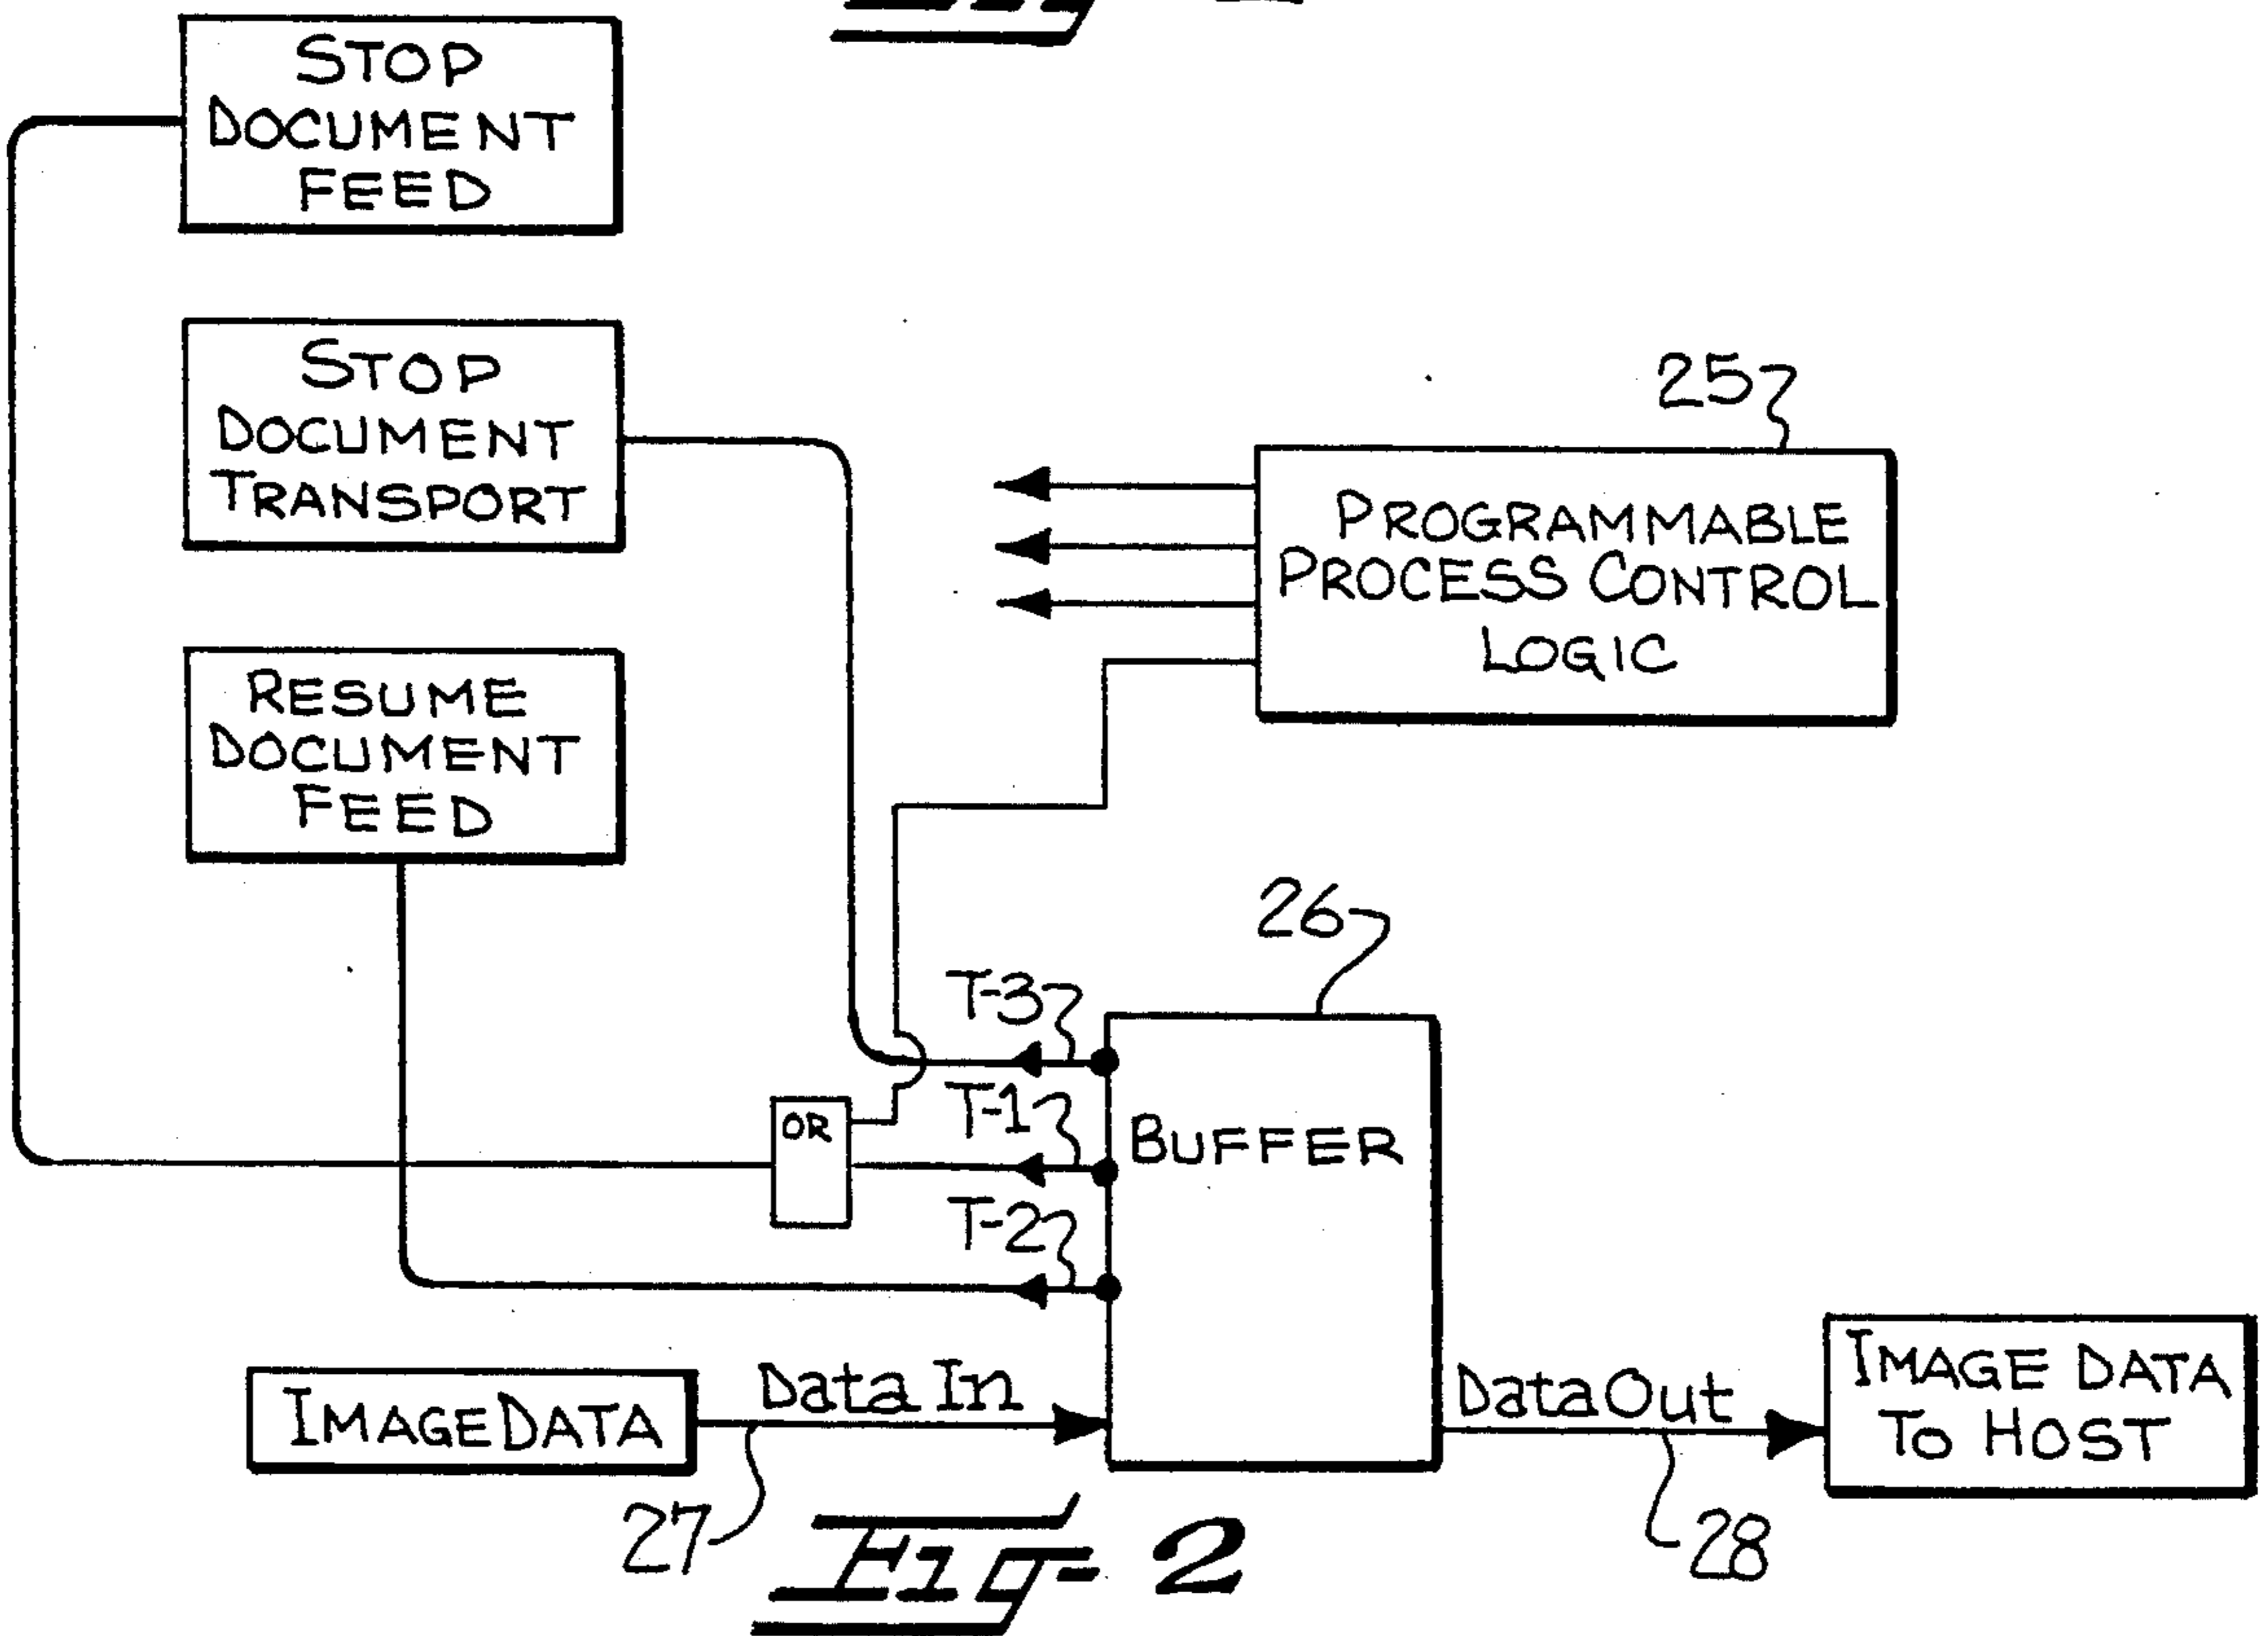 STOP
DOCUMENT
FEED
STOP
DOCUMENT
TRANSPORT
25
PROGRAMMABLE
PROCESS CONTROL
LOGIC
RESUME
DOCUMENT
FEED
26
T-3
T-1
OR
BUFFER
T-2
IMAGE DATA
Data In
Data Out
IMAGE DATA
TO HOST
27
28
Fig- 2